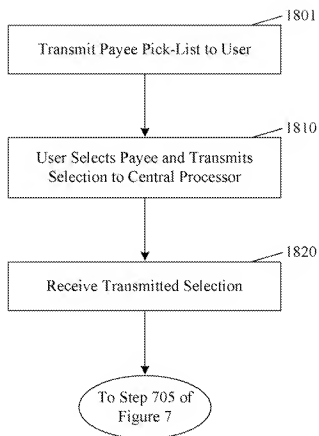 1801
Transmit Payee Pick-List to User
1810
User Selects Payee and Transmits
Selection to Central Processor
1820
Receive Transmitted Selection
To Step 705 of
Figure 7